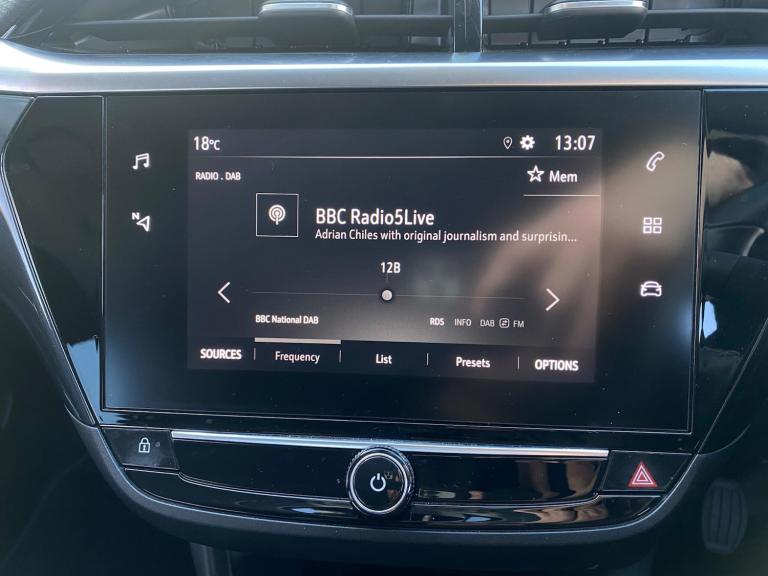 18°C 13:07
RADIO . DAB Mem
N
BBC Radio5Live
Adrian Chiles with original journalism and surprisin...
12B
BBC National DAB RDS INFO DAB FM
SOURCES Frequency List Presets OPTIONS